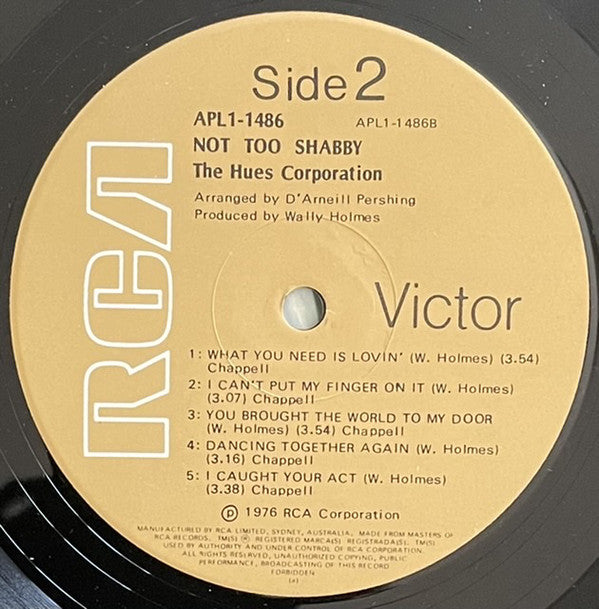 Side 2
APL1-1486 APL1-1486B
NOT TOO SHABBY
The Hues Corporation
Arranged by D'Arneill Pershing
Produced by Wally Holmes
RCA
Victor
1: WHAT YOU NEED IS LOVIN' (W. Holmes) (3.54)
Chappell
2: I CAN'T PUT MY FINGER ON IT (W. Holmes)
(3.07) Chappell
3: YOU BROUGHT THE WORLD TO MY DOOR
(W. Holmes) (3.54) Chappell
4: DANCING TOGETHER AGAIN (W. Holmes)
(3.16) Chappell
5: I CAUGHT YOUR ACT (W. Holmes)
(3.38) Chappell
℗ 1976 RCA Corporation
MANUFACTURED BY RCA LIMITED, SYDNEY, AUSTRALIA, MADE FROM MASTERS OF
RCA RECORDS. TM(S) ® REGISTERED MARCA(S) REGISTRADA(S). TM(S)
USED BY AUTHORITY AND UNDER CONTROL OF RCA CORPORATION.
ALL RIGHTS RESERVED, UNAUTHORIZED COPYING, PUBLIC
PERFORMANCE, BROADCASTING OF THIS RECORD
FORBIDDEN